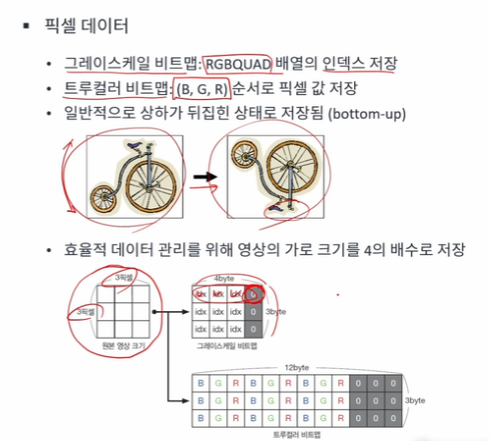 픽셀 데이터
그레이스케일 비트맵: RGBQUAD 배열의 인덱스 저장
트루컬러 비트맵: (B, G, R) 순서로 픽셀 값 저장
일반적으로 상하가 뒤집힌 상태로 저장됨 (bottom-up)
효율적 데이터 관리를 위해 영상의 가로 크기를 4의 배수로 저장
3픽셀
3픽셀
원본 영상 크기
4byte
idx idx idx 0
idx idx idx 0
idx idx idx 0
3byte
그레이스케일 비트맵
12byte
B G R B G R B G R 0 0 0
B G R B G R B G R 0 0 0
B G R B G R B G R 0 0 0
3byte
트루컬러 비트맵